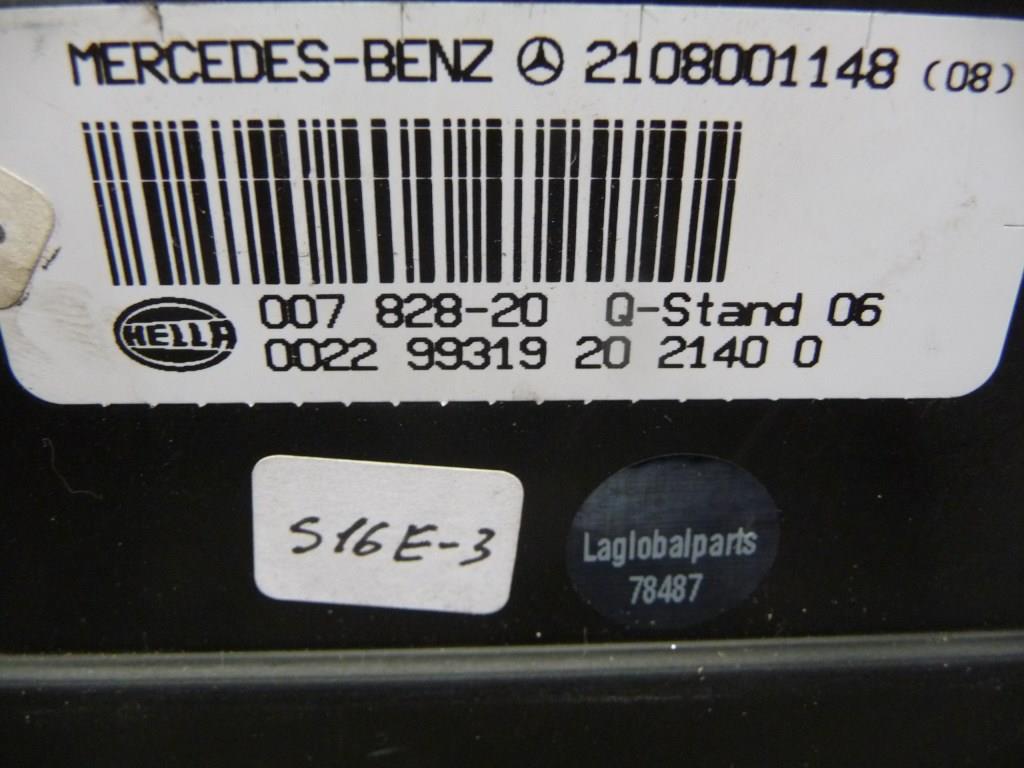 MERCEDES-BENZ 2108001148 (08)
HELLA
007 828-20 Q-Stand 06
0022 99319 20 2140 0
S16E-3
Laglobalparts
78487